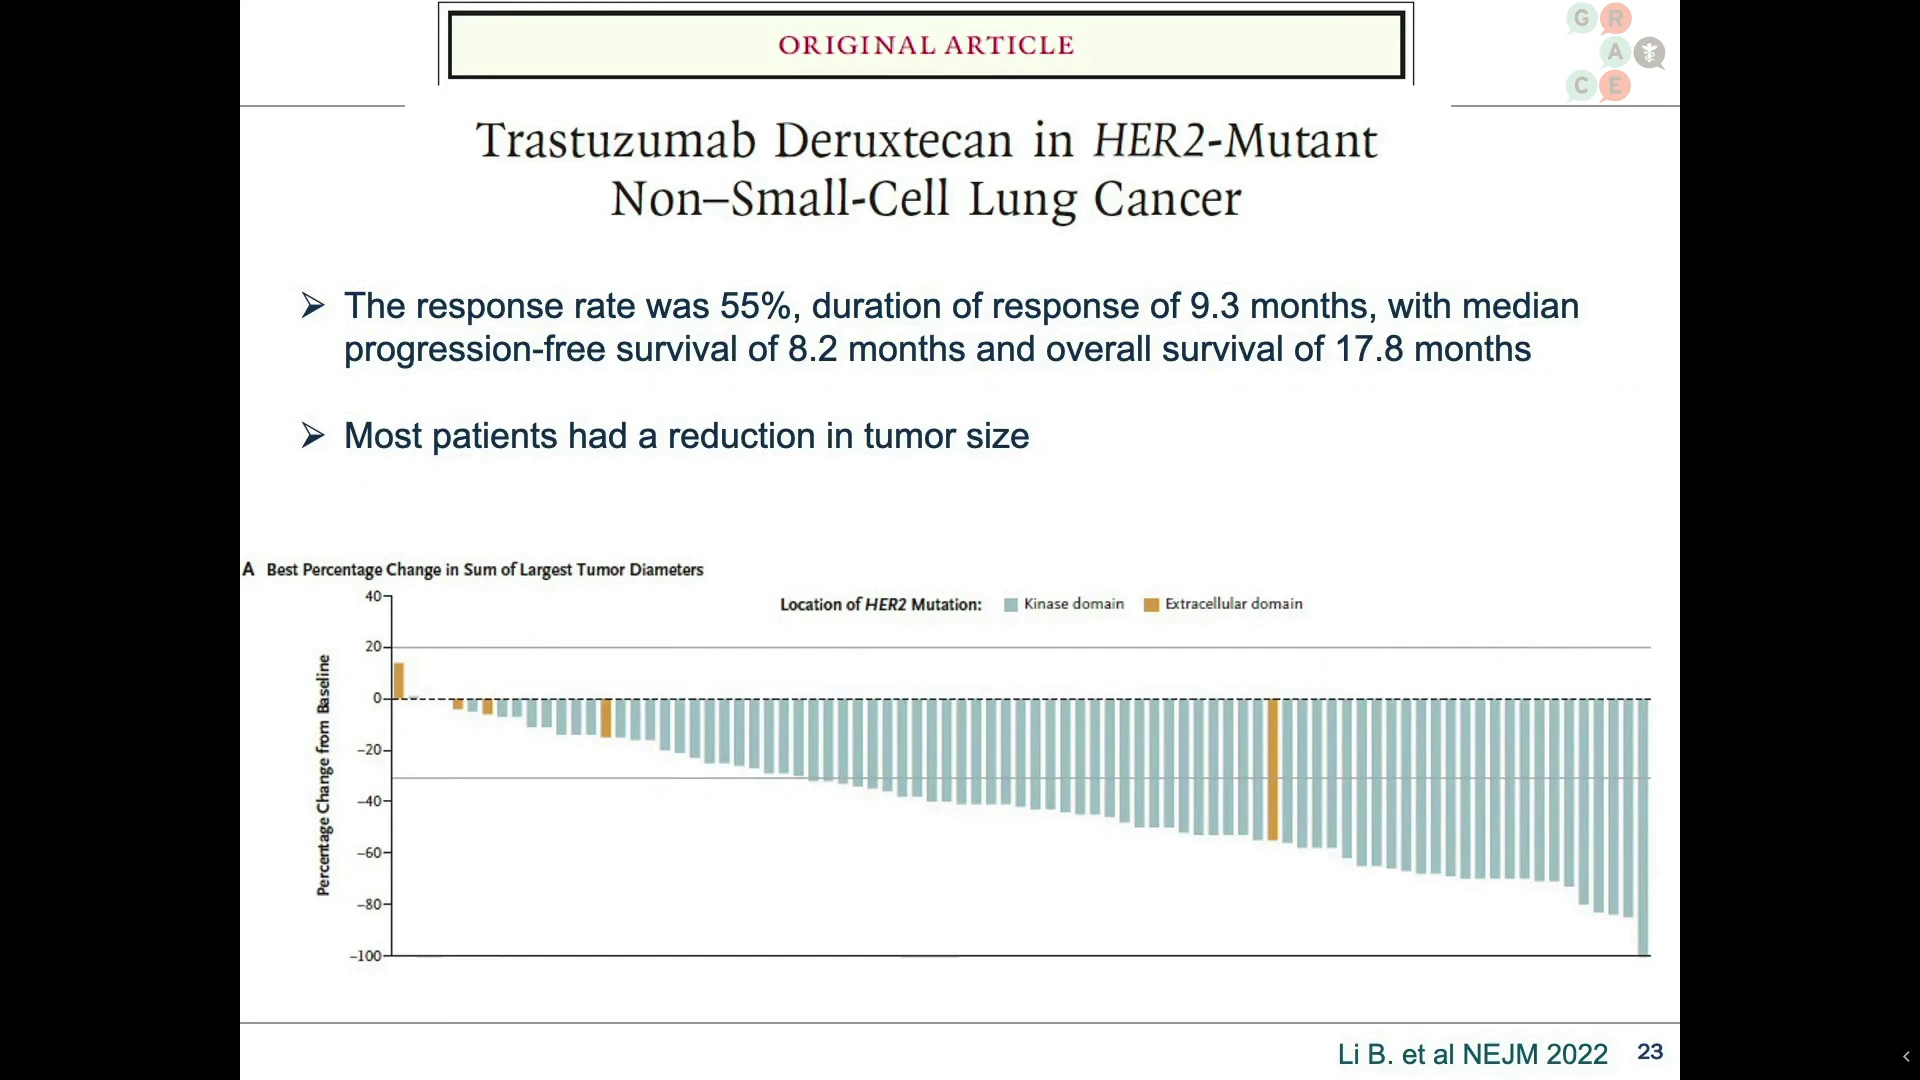 ORIGINAL ARTICLE
G R
A
C E
Trastuzumab Deruxtecan in HER2-Mutant
Non–Small-Cell Lung Cancer
➢ The response rate was 55%, duration of response of 9.3 months, with median
progression-free survival of 8.2 months and overall survival of 17.8 months
➢ Most patients had a reduction in tumor size
A Best Percentage Change in Sum of Largest Tumor Diameters
Location of HER2 Mutation: Kinase domain Extracellular domain
Percentage Change from Baseline
40
20
0
–20
–40
–60
–80
–100
Li B. et al NEJM 2022 23